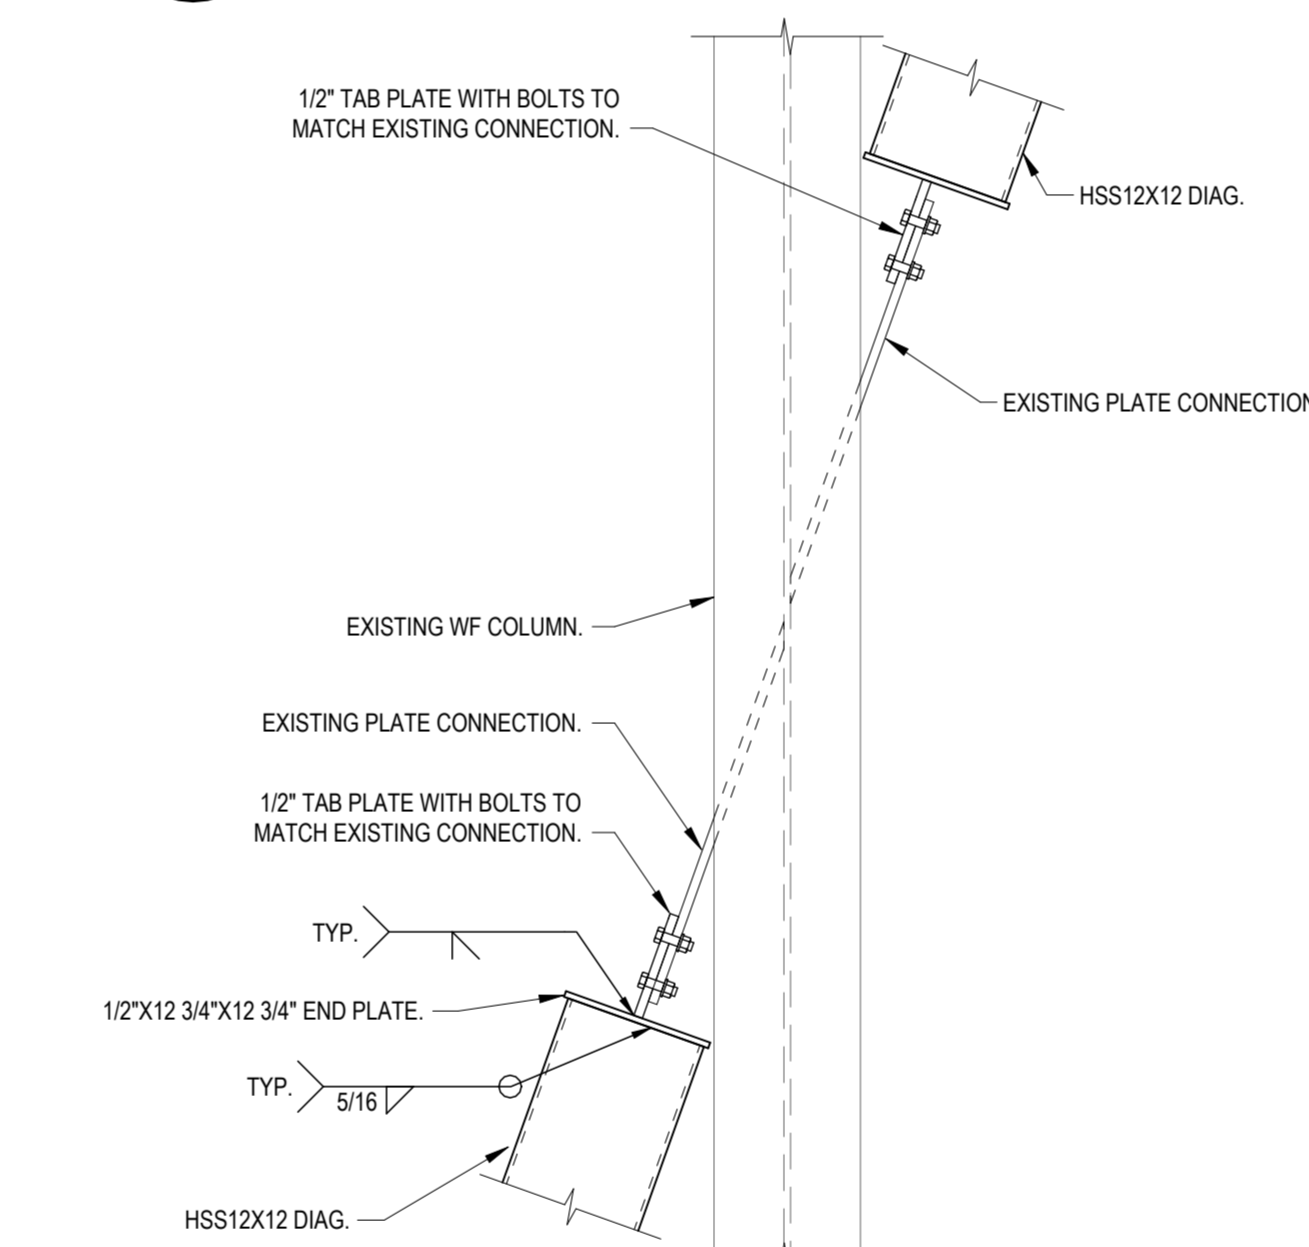 1/2" TAB PLATE WITH BOLTS TO
MATCH EXISTING CONNECTION.
HSS12X12 DIAG.
EXISTING PLATE CONNECTION
EXISTING WF COLUMN.
EXISTING PLATE CONNECTION.
1/2" TAB PLATE WITH BOLTS TO
MATCH EXISTING CONNECTION.
TYP.
1/2"X12 3/4"X12 3/4" END PLATE.
TYP.
5/16
HSS12X12 DIAG.